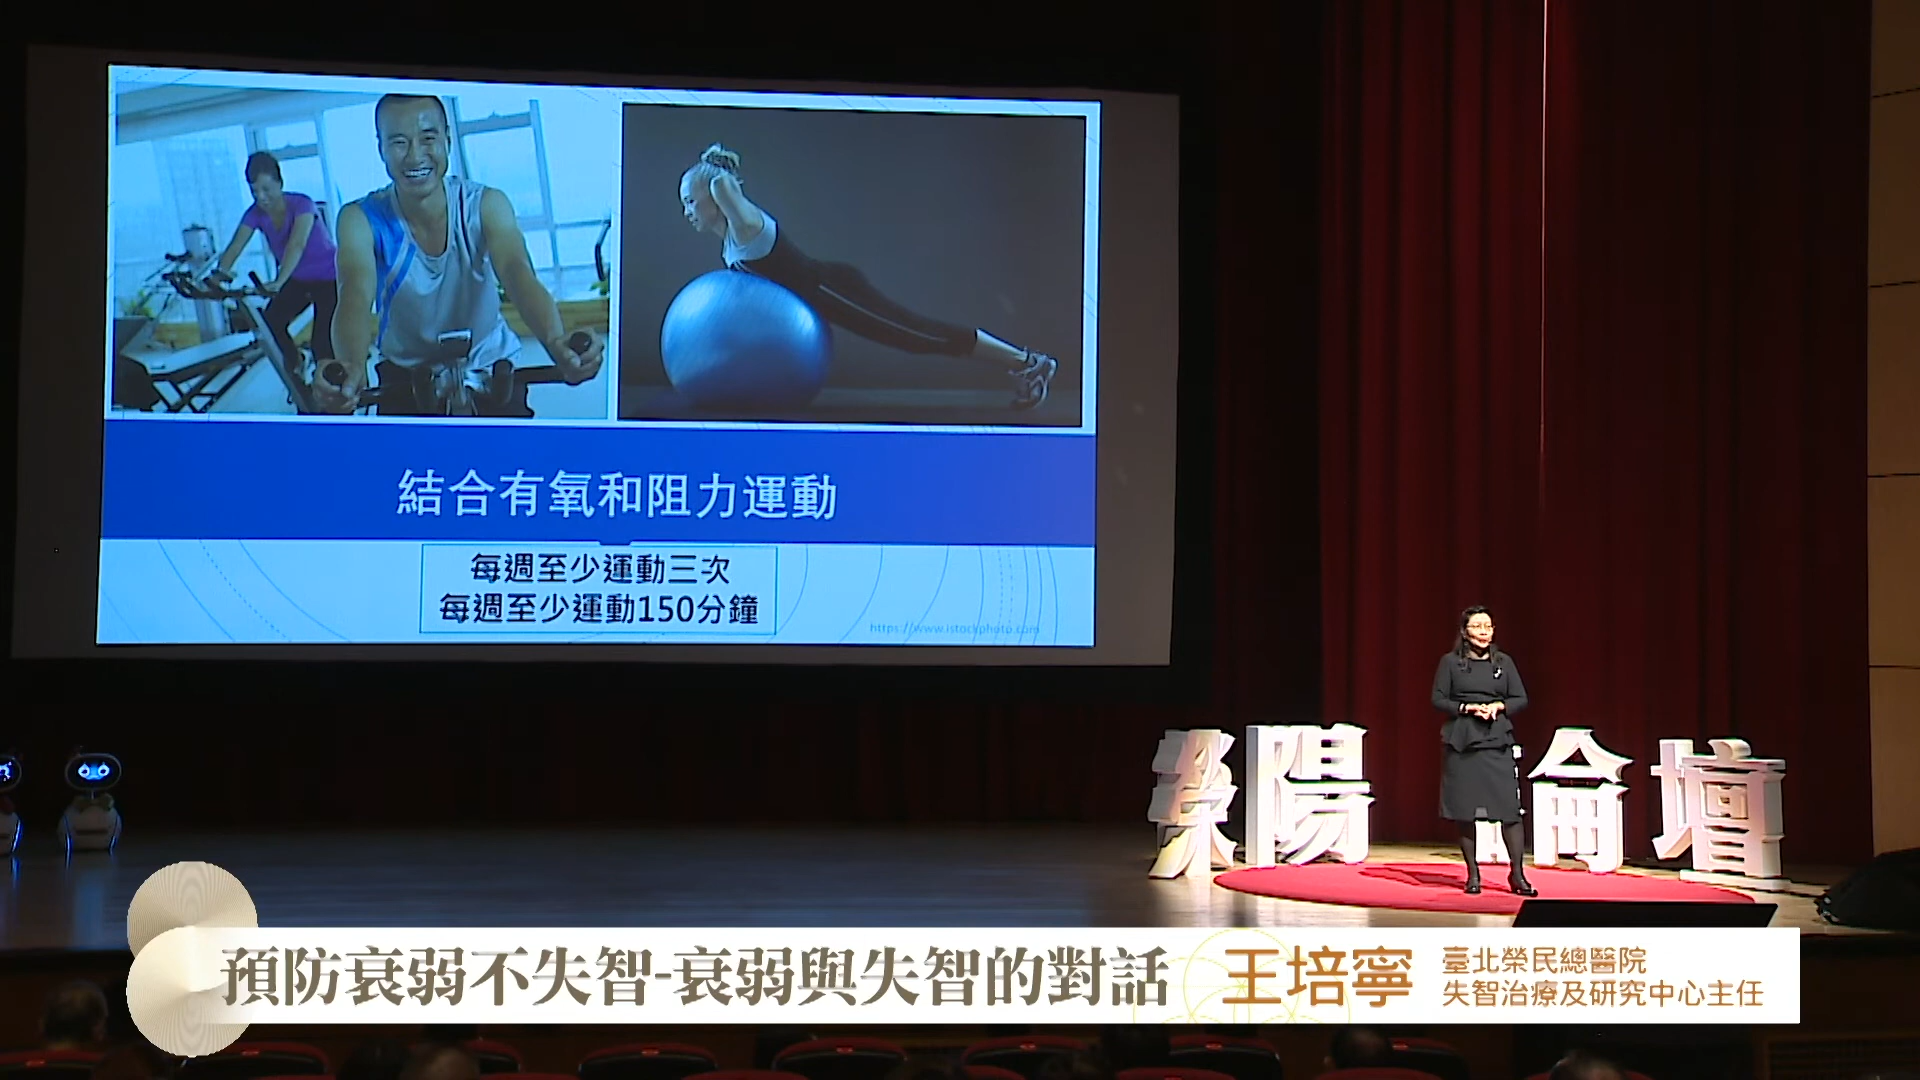 結合有氧和阻力運動
每週至少運動三次
每週至少運動150分鐘
https://www.istockphoto.com
榮陽論壇
預防衰弱不失智-衰弱與失智的對話
王培寧
臺北榮民總醫院
失智治療及研究中心主任